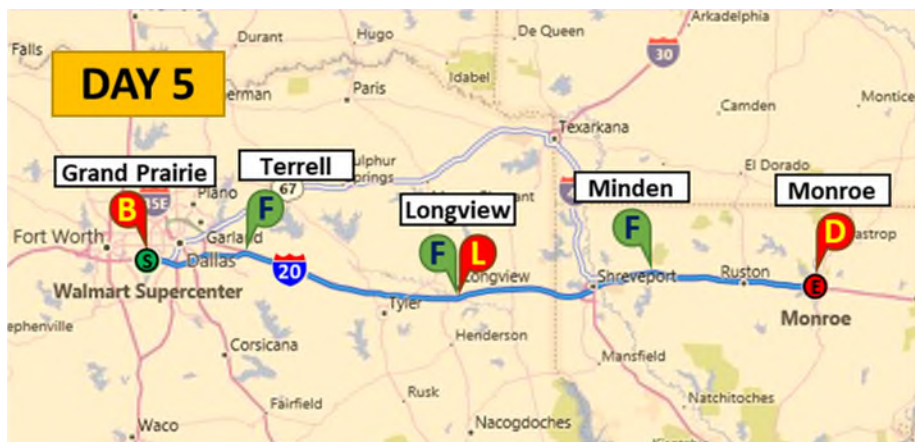 Arkadelphia
De Queen
Durant
Hugo
Falls
30
Idabel
DAY 5
Paris
Camden
Texarkana
Grand Prairie
Terrell
67
El Dorado
Minden
Monroe
Plano
Longview
B
45E
F
F
D
Fort Worth
Garland
F
L
S
Dallas
20
Longview
Shreveport
Ruston
E
Walmart Supercenter
Tyler
Monroe
Henderson
Corsicana
Mansfield
Rusk
Natchitoches
Fairfield
Waco
Nacogdoches